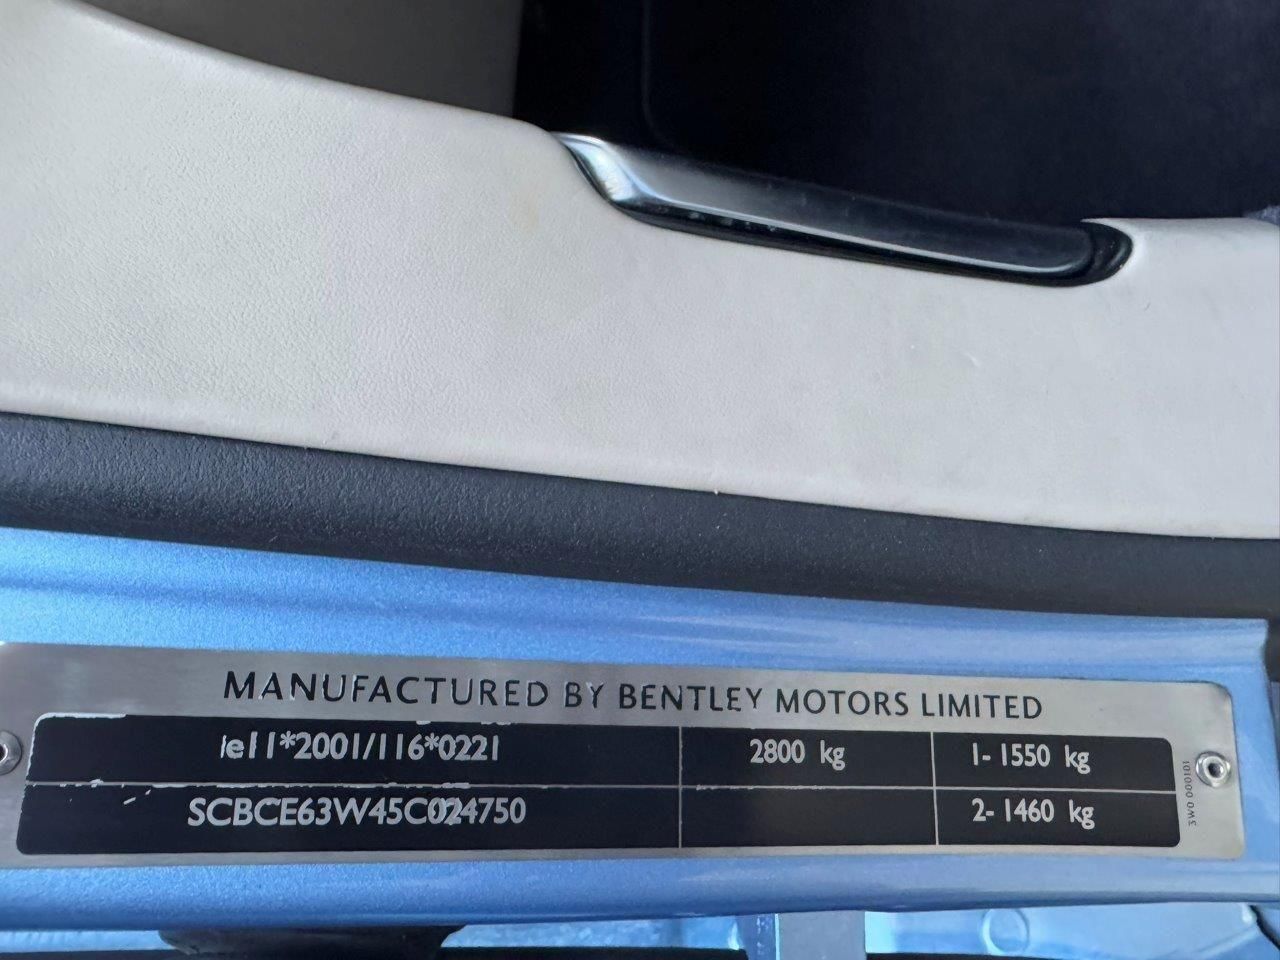 MANUFACTURED BY BENTLEY MOTORS LIMITED
e11*2001/116*0221 2800 kg 1- 1550 kg
SCBCE63W45C024750 2- 1460 kg
3W0 000101